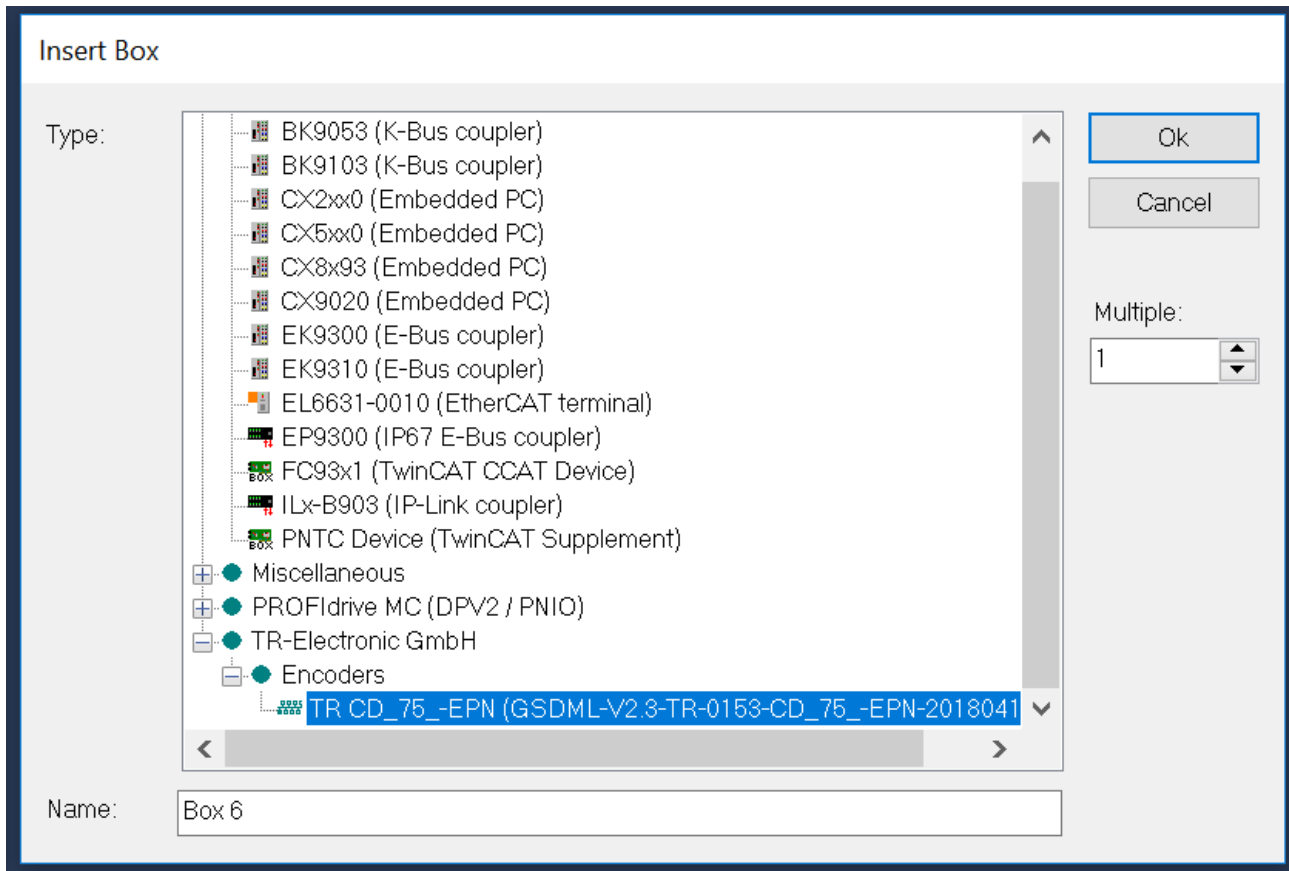 Insert Box
Type:
BK9053 (K-Bus coupler)
BK9103 (K-Bus coupler)
CX2xx0 (Embedded PC)
CX5xx0 (Embedded PC)
CX8x93 (Embedded PC)
CX9020 (Embedded PC)
EK9300 (E-Bus coupler)
EK9310 (E-Bus coupler)
EL6631-0010 (EtherCAT terminal)
EP9300 (IP67 E-Bus coupler)
BOX FC93x1 (TwinCAT CCAT Device)
ILx-B903 (IP-Link coupler)
BOX PNTC Device (TwinCAT Supplement)
Miscellaneous
PROFIdrive MC (DPV2 / PNIO)
TR-Electronic GmbH
Encoders
TR CD_75_-EPN (GSDML-V2.3-TR-0153-CD_75_-EPN-2018041
Ok
Cancel
Multiple:
1
Name:
Box 6